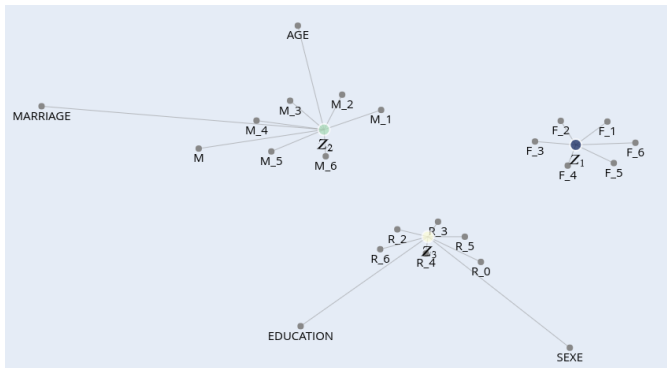 AGE
MARRIAGE
M_3
M_2
M_1
M_4
Z₂
M
M_5
M_6
F_2
F_1
F_3
Z₁
F_6
F_4
F_5
R_2
R_3
R_5
R_6
Z₃
R_4
R_0
EDUCATION
SEXE